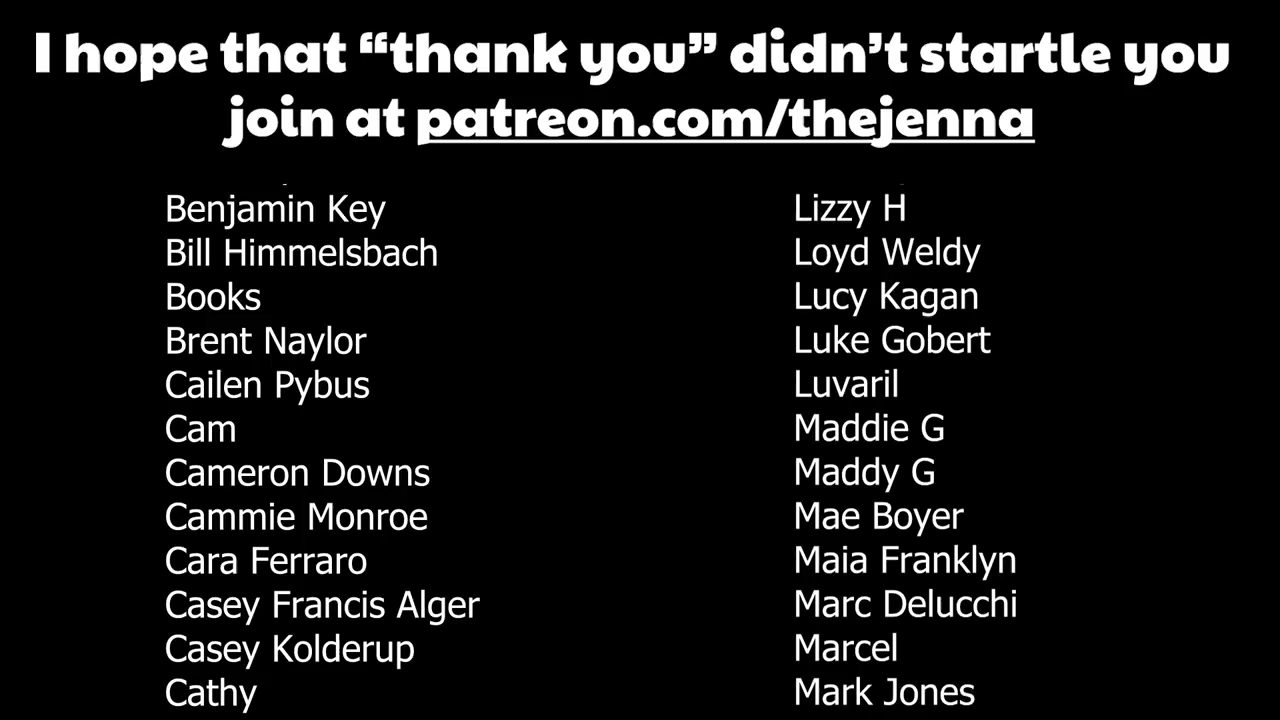 I hope that “thank you” didn’t startle you
join at patreon.com/thejenna
Benjamin Key
Bill Himmelsbach
Books
Brent Naylor
Cailen Pybus
Cam
Cameron Downs
Cammie Monroe
Cara Ferraro
Casey Francis Alger
Casey Kolderup
Cathy
Lizzy H
Loyd Weldy
Lucy Kagan
Luke Gobert
Luvaril
Maddie G
Maddy G
Mae Boyer
Maia Franklyn
Marc Delucchi
Marcel
Mark Jones